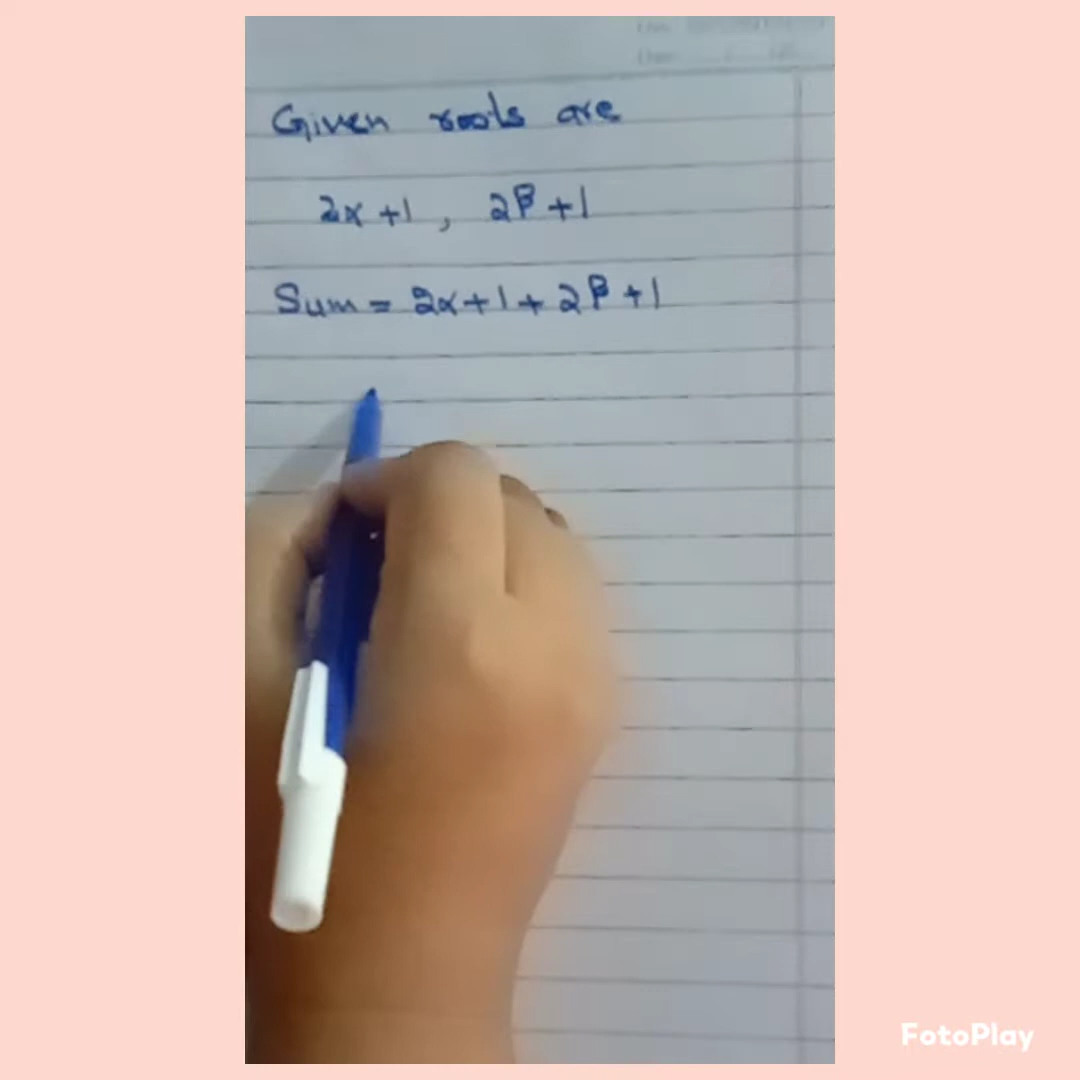 Given roots are
2α+1, 2β+1
Sum = 2α+1+2β+1
FotoPlay